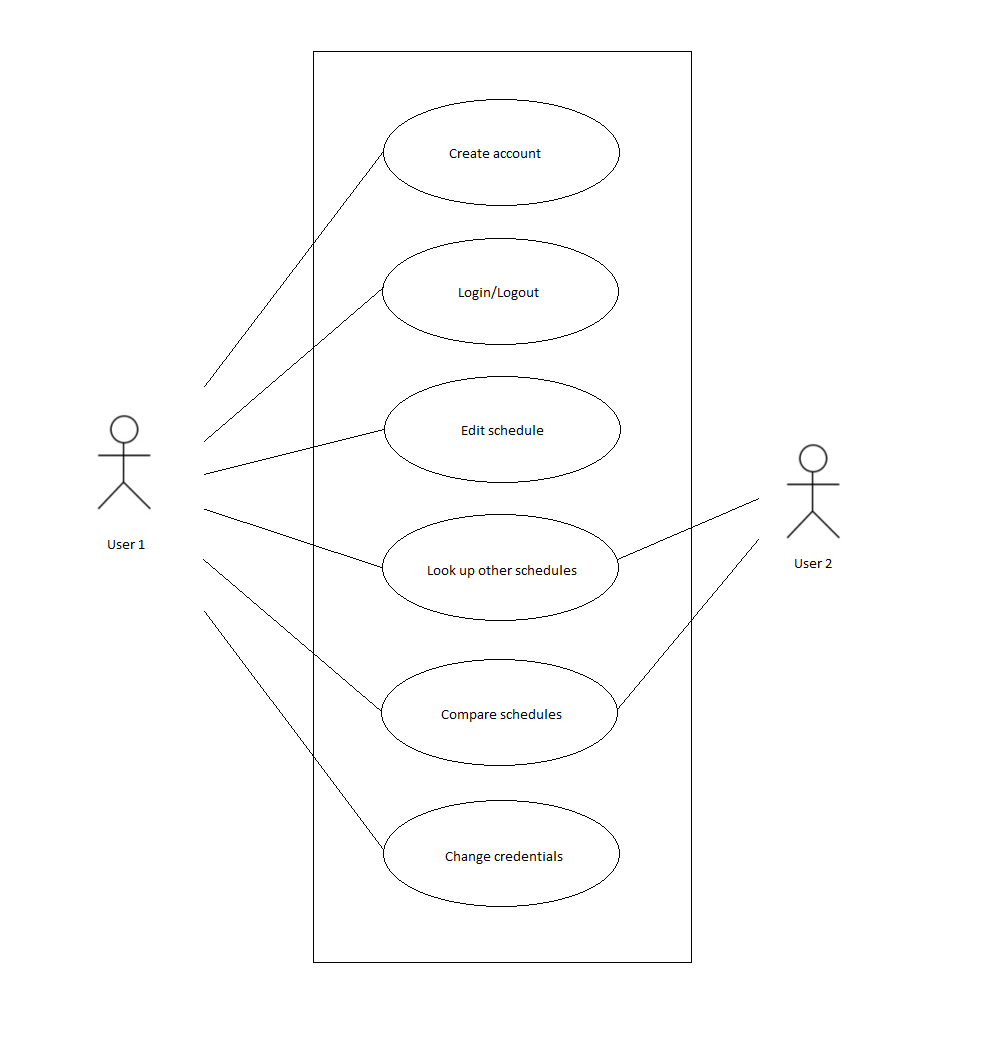 Create account
Login/Logout
Edit schedule
User 1
Look up other schedules
User 2
Compare schedules
Change credentials